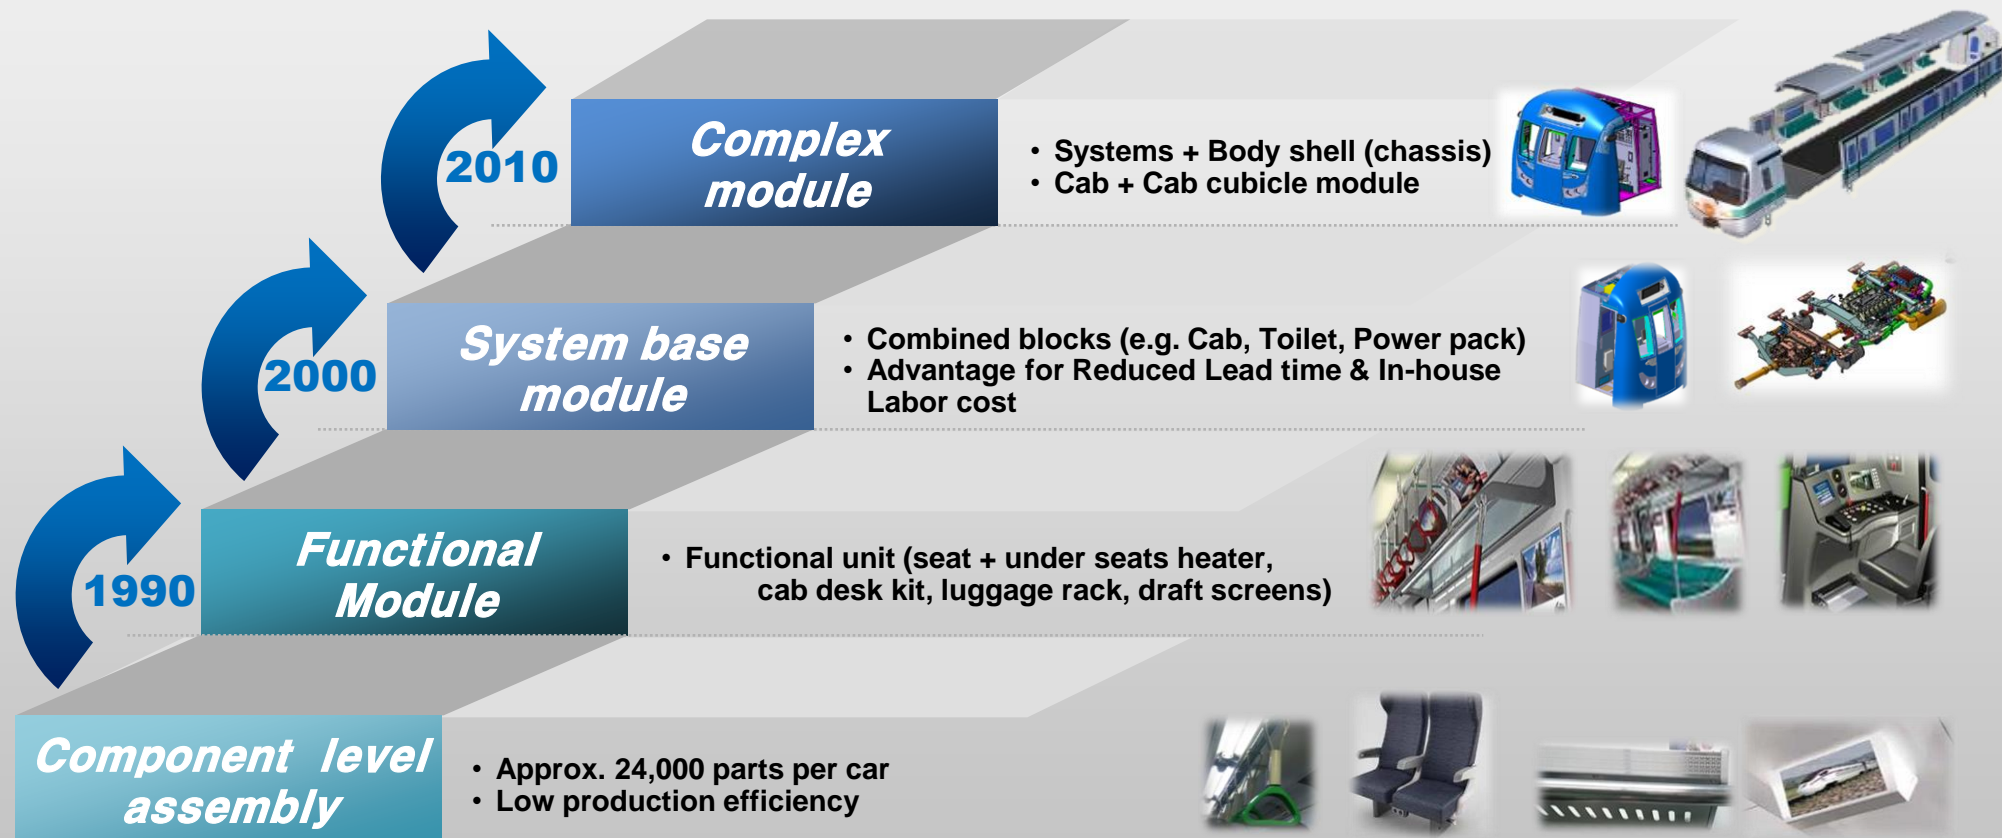 2010
Complex
module
• Systems + Body shell (chassis)
• Cab + Cab cubicle module
2000
System base
module
• Combined blocks (e.g. Cab, Toilet, Power pack)
• Advantage for Reduced Lead time & In-house
Labor cost
1990
Functional
Module
• Functional unit (seat + under seats heater,
cab desk kit, luggage rack, draft screens)
Component level
assembly
• Approx. 24,000 parts per car
• Low production efficiency